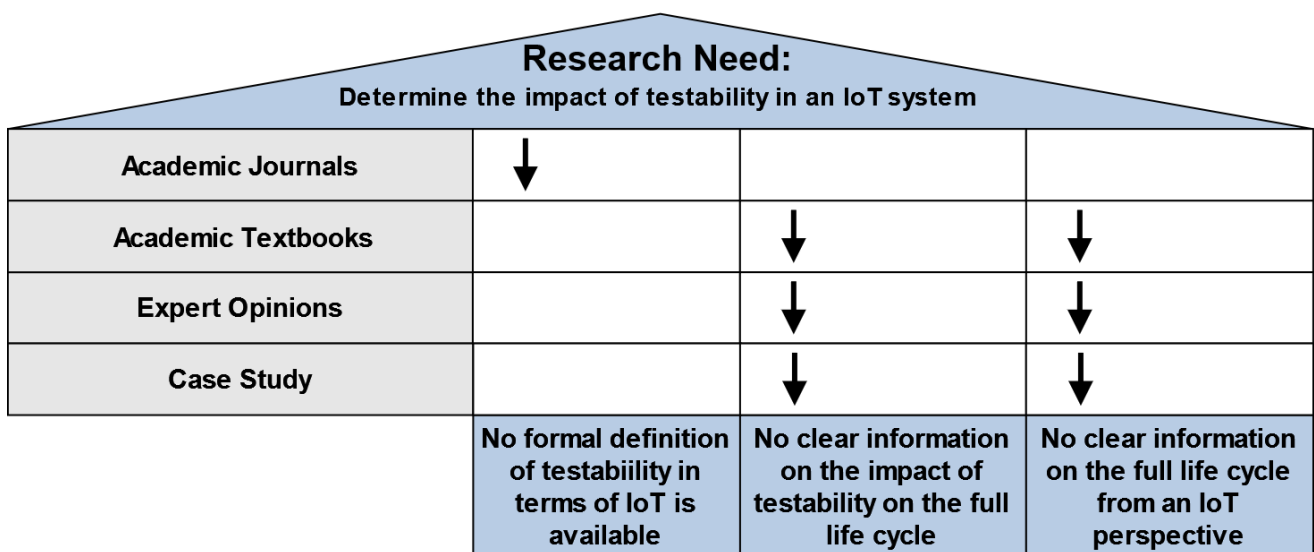 Research Need:
Determine the impact of testability in an IoT system
Academic Journals
Academic Textbooks
Expert Opinions
Case Study
No formal definition
of testabiility in
terms of IoT is
available
No clear information
on the impact of
testability on the full
life cycle
No clear information
on the full life cycle
from an IoT
perspective